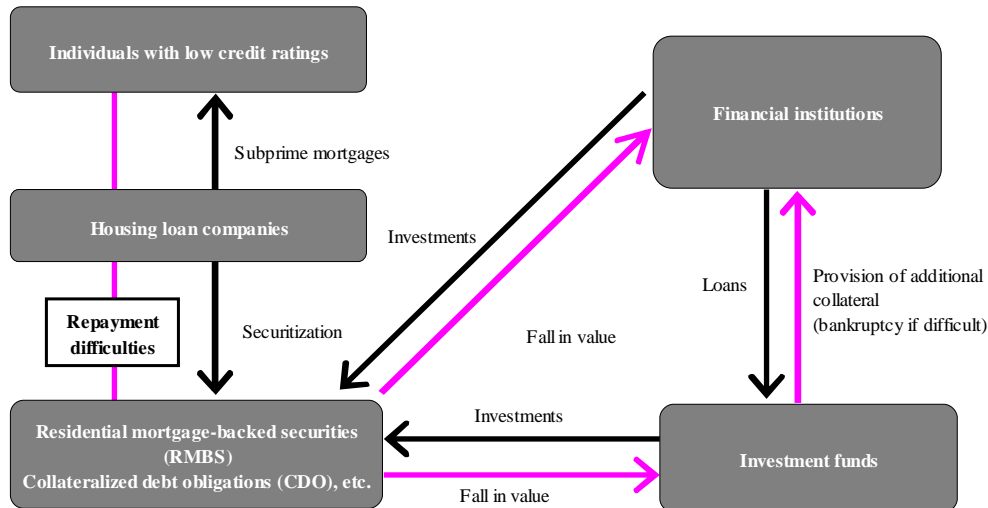 Individuals with low credit ratings
Financial institutions
Subprime mortgages
Housing loan companies
Investments
Loans
Provision of additional
collateral
(bankruptcy if difficult)
Repayment
difficulties
Securitization
Fall in value
Residential mortgage-backed securities
(RMBS)
Collateralized debt obligations (CDO), etc.
Investments
Investment funds
Fall in value